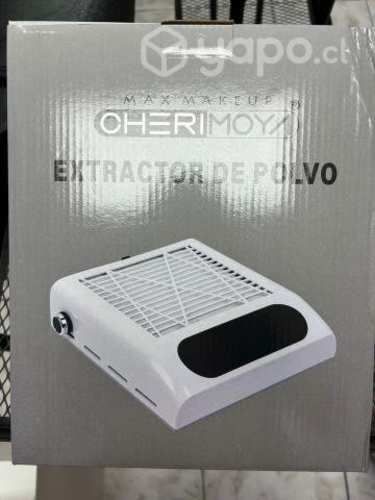 yapo.cl
MAX MAKEUP
CHERIMOYA®
EXTRACTOR DE POLVO